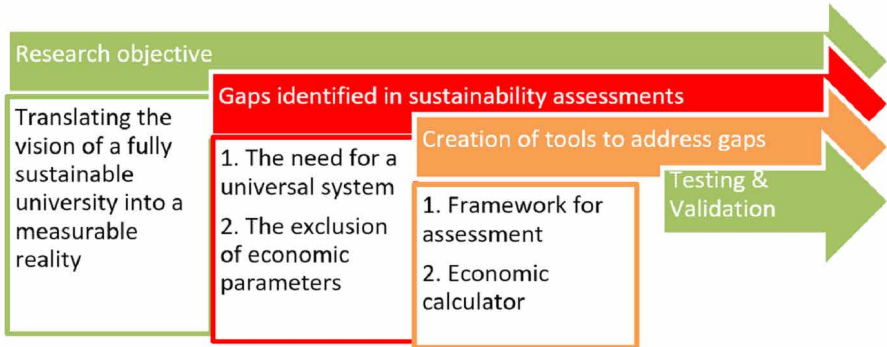 Research objective
Translating the
vision of a fully
sustainable
university into a
measurable
reality
Gaps identified in sustainability assessments
1. The need for a
universal system
2. The exclusion
of economic
parameters
Creation of tools to address gaps
1. Framework for
assessment
2. Economic
calculator
Testing &
Validation